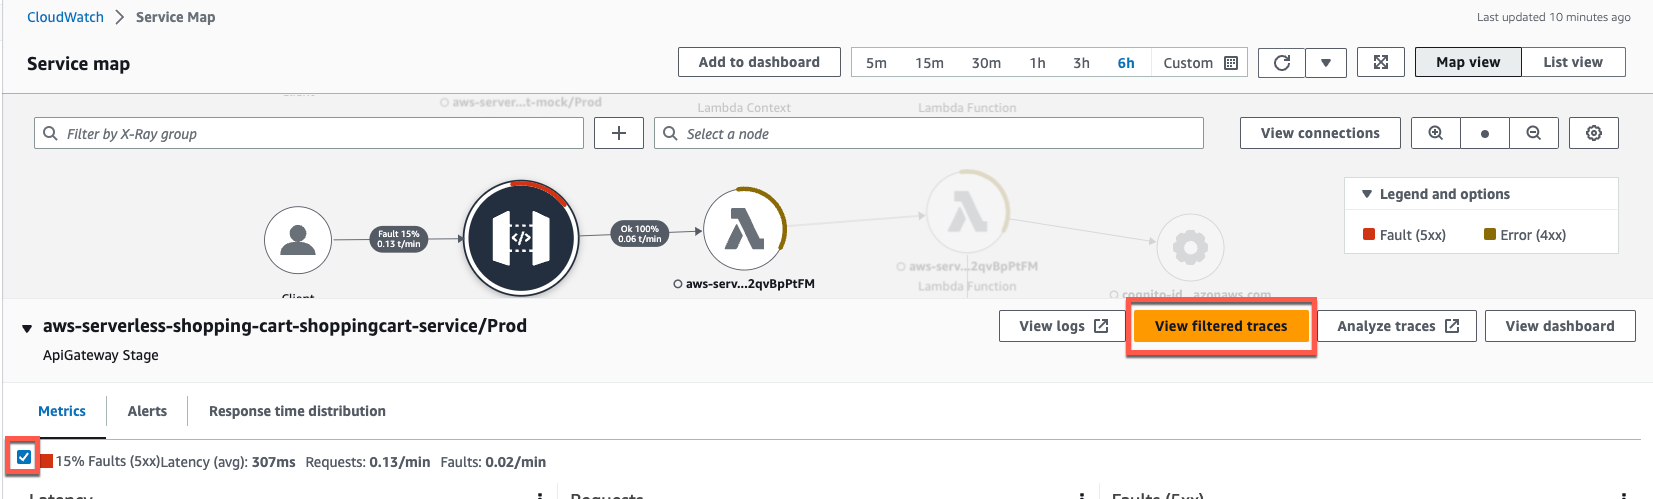 CloudWatch > Service Map
Last updated 10 minutes ago
Service map
Add to dashboard
5m 15m 30m 1h 3h 6h Custom
Map view List view
Client
aws-server...t-mock/Prod
Lambda Context
Lambda Function
Filter by X-Ray group
Select a node
View connections
Legend and options
Fault (5xx)
Error (4xx)
Fault 15%
0.13 t/min
</>
Ok 100%
0.06 t/min
aws-serv...2qvBpPtFM
aws-serv...2qvBpPtFM
Lambda Function
Client
cognito-id...azonaws.com
aws-serverless-shopping-cart-shoppingcart-service/Prod
ApiGateway Stage
View logs
View filtered traces
Analyze traces
View dashboard
Metrics Alerts Response time distribution
15% Faults (5xx)Latency (avg): 307ms Requests: 0.13/min Faults: 0.02/min
Latency Requests Faults (5xx)